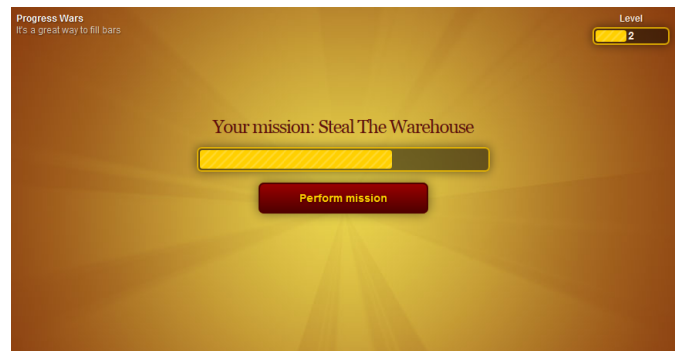 Progress Wars
It's a great way to fill bars
Level
2
Your mission: Steal The Warehouse
Perform mission